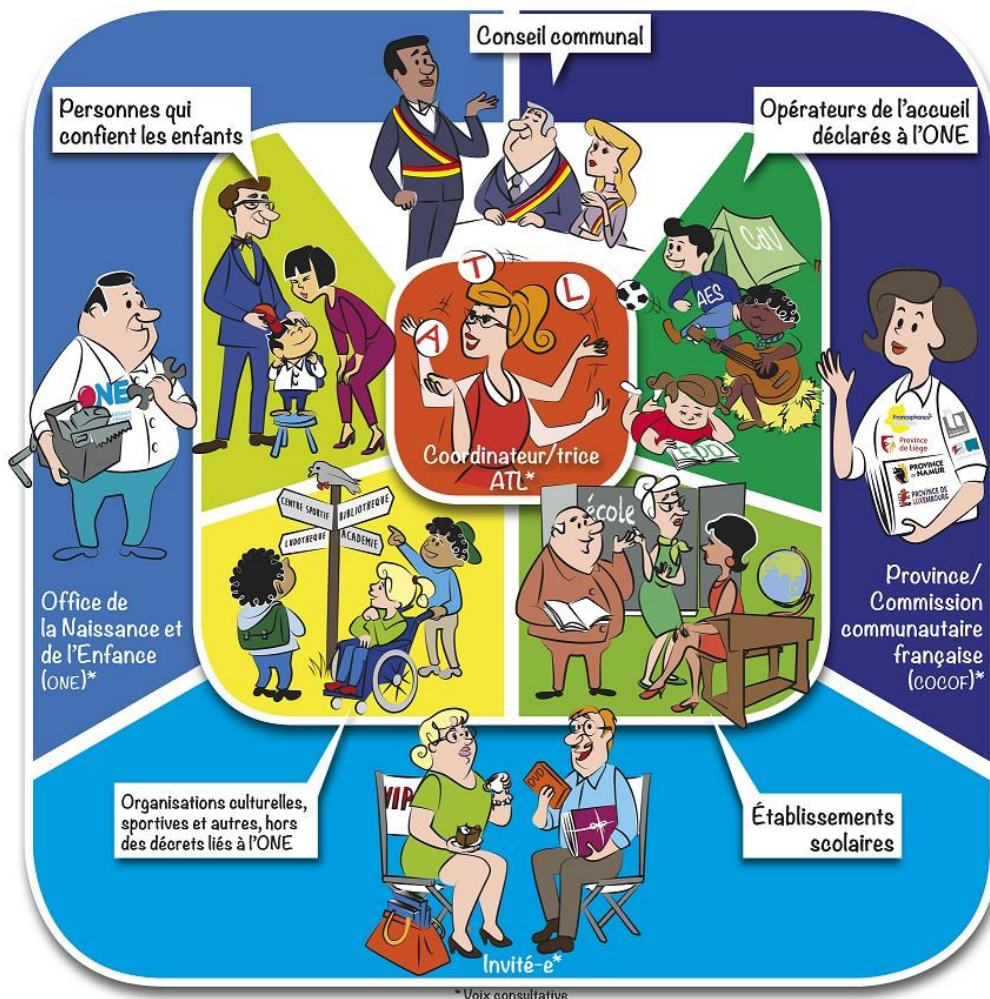 Conseil communal
Personnes qui
confient les enfants
Opérateurs de l'accueil
déclarés à l'ONE
CdV
AES
A
T
L
EDD
Coordinateur/trice
ATL*
ONE
Francophones
Province
de Liège
PROVINCE
DE NAMUR
PROVINCE DE
LUXEMBOURG
CENTRE SPORTIF
BIBLIOTHEQUE
LUDOTHEQUE
ACADEMIE
école
Office de
la Naissance et
de l'Enfance
(ONE)*
Province/
Commission
communautaire
française
(COCOF)*
Organisations culturelles,
sportives et autres, hors
des décrets liés à l'ONE
VIP
DVD
Établissements
scolaires
Invité-e*
* Voix consultative